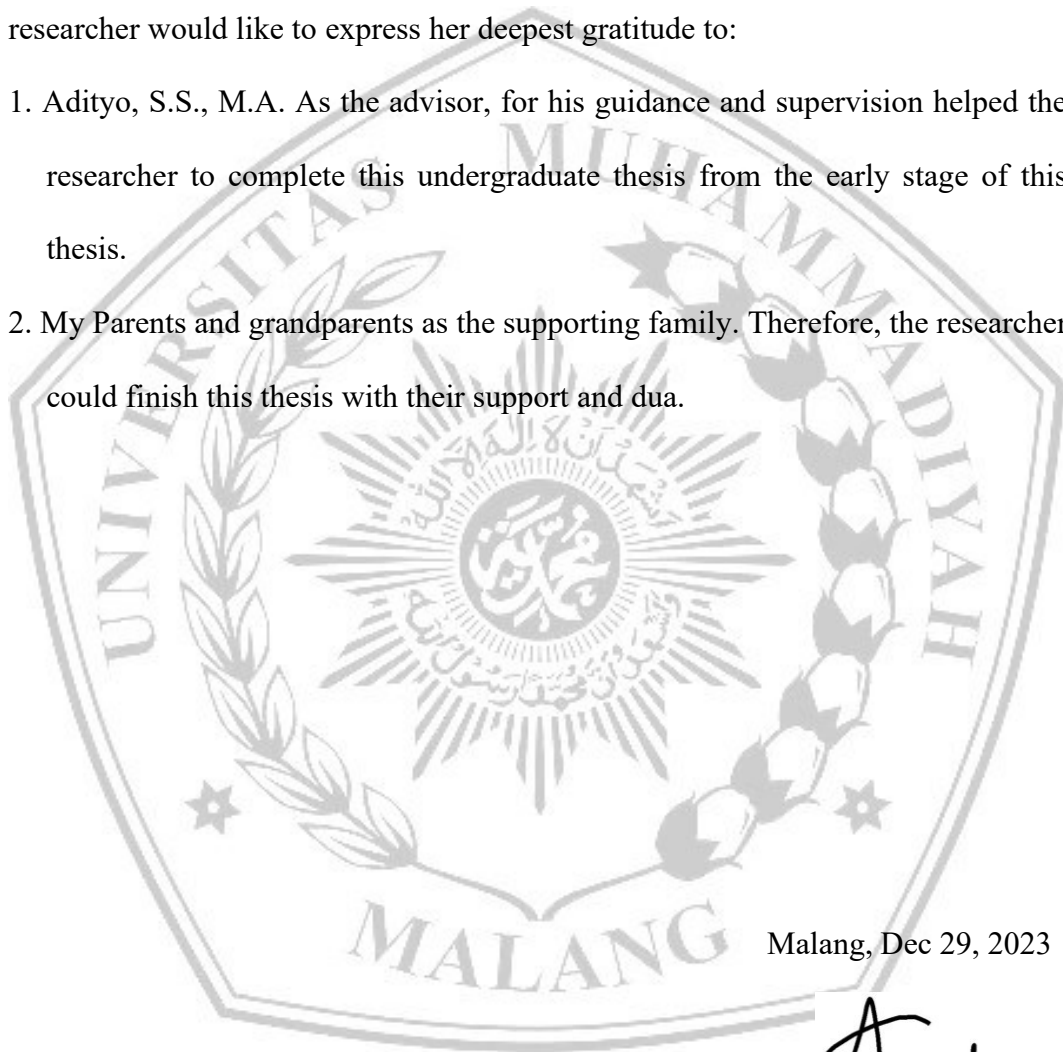 researcher would like to express her deepest gratitude to:
1. Adityo, S.S., M.A. As the advisor, for his guidance and supervision helped the
researcher to complete this undergraduate thesis from the early stage of this
thesis.
2. My Parents and grandparents as the supporting family. Therefore, the researcher
could finish this thesis with their support and dua.
UNIVERSITAS MUHAMMADIYAH
MALANG
Malang, Dec 29, 2023